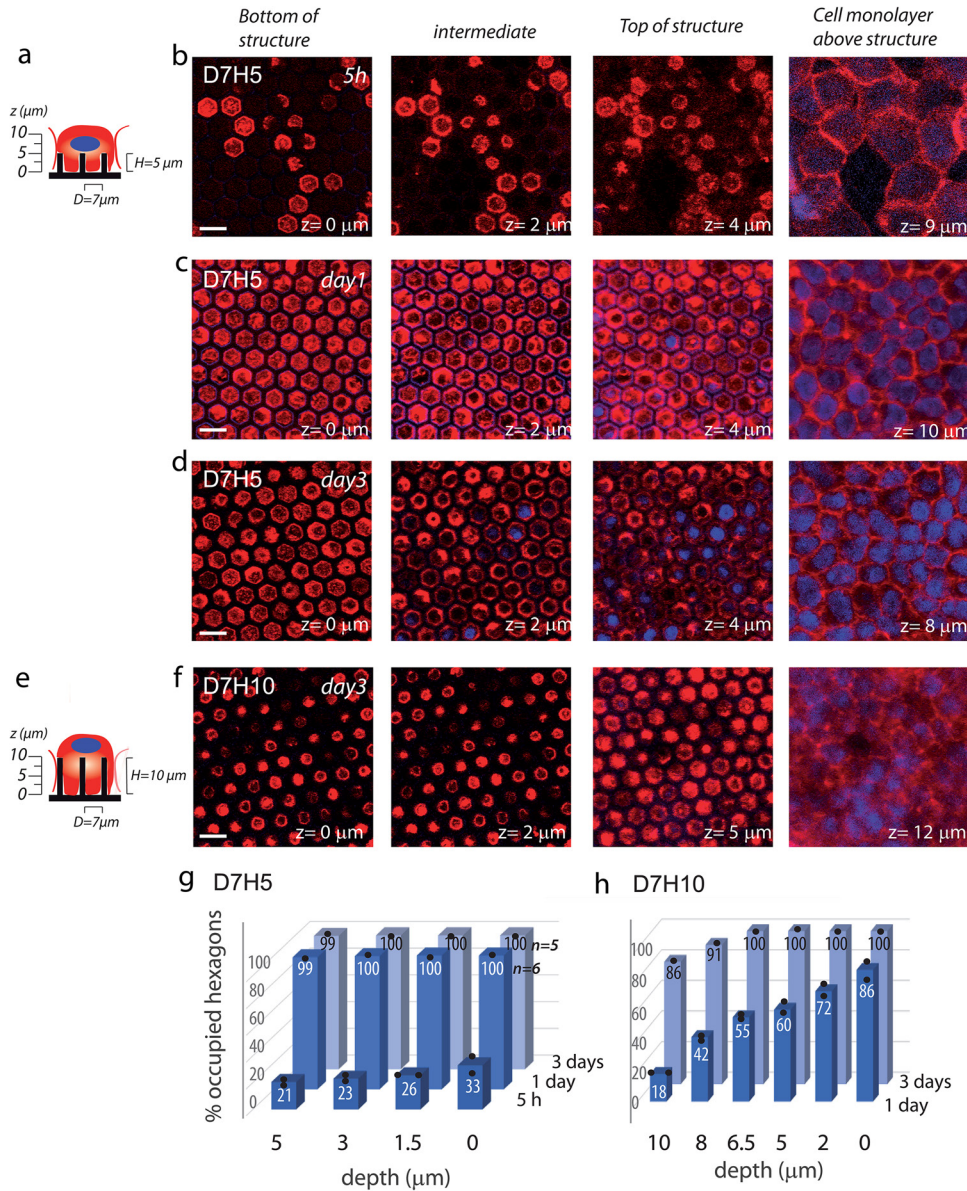 Bottom of
structure
intermediate
Top of structure
Cell monolayer
above structure
a
z (µm)
10
5
0
H=5 µm
D=7µm
b
D7H5
5h
z= 0 µm
z= 2 µm
z= 4 µm
z= 9 µm
c
D7H5
day1
z= 0 µm
z= 2 µm
z= 4 µm
z= 10 µm
d
D7H5
day3
z= 0 µm
z= 2 µm
z= 4 µm
z= 8 µm
e
z (µm)
10
5
0
H=10 µm
D=7µm
f
D7H10
day3
z= 0 µm
z= 2 µm
z= 5 µm
z= 12 µm
g D7H5
% occupied hexagons
100
80
60
40
20
0
99 100 100 100 n=5
99 100 100 100 n=6
21 23 26 33
3 days
1 day
5 h
5 3 1.5 0
depth (µm)
h D7H10
100
80
60
40
20
0
86 91 100 100 100 100
18 42 55 60 72 86
3 days
1 day
10 8 6.5 5 2 0
depth (µm)